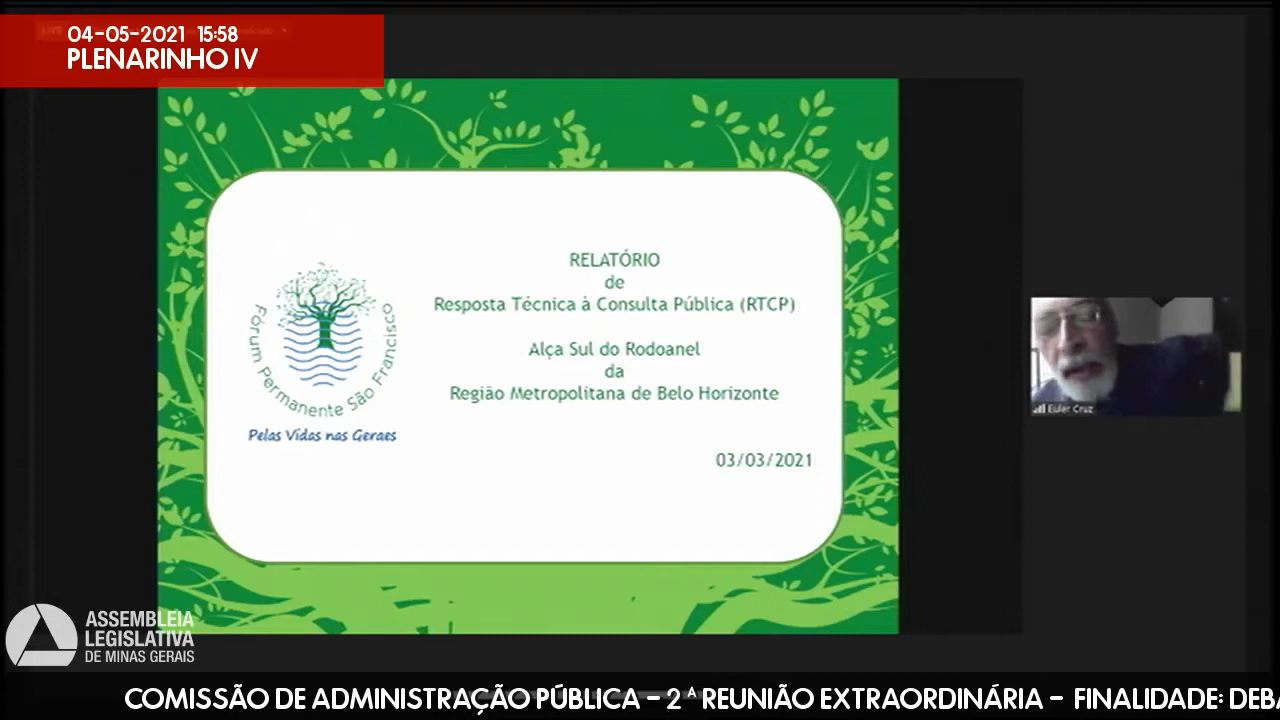 04-05-2021 15:58
PLENARINHO IV
RELATÓRIO
de
Resposta Técnica à Consulta Pública (RTCP)
Alça Sul do Rodoanel
da
Região Metropolitana de Belo Horizonte
03/03/2021
Fórum Permanente São Francisco
Pelas Vidas nas Geraes
Euler Cruz
ASSEMBLEIA
LEGISLATIVA
DE MINAS GERAIS
COMISSÃO DE ADMINISTRAÇÃO PÚBLICA - 2ª REUNIÃO EXTRAORDINÁRIA - FINALIDADE: DEBA